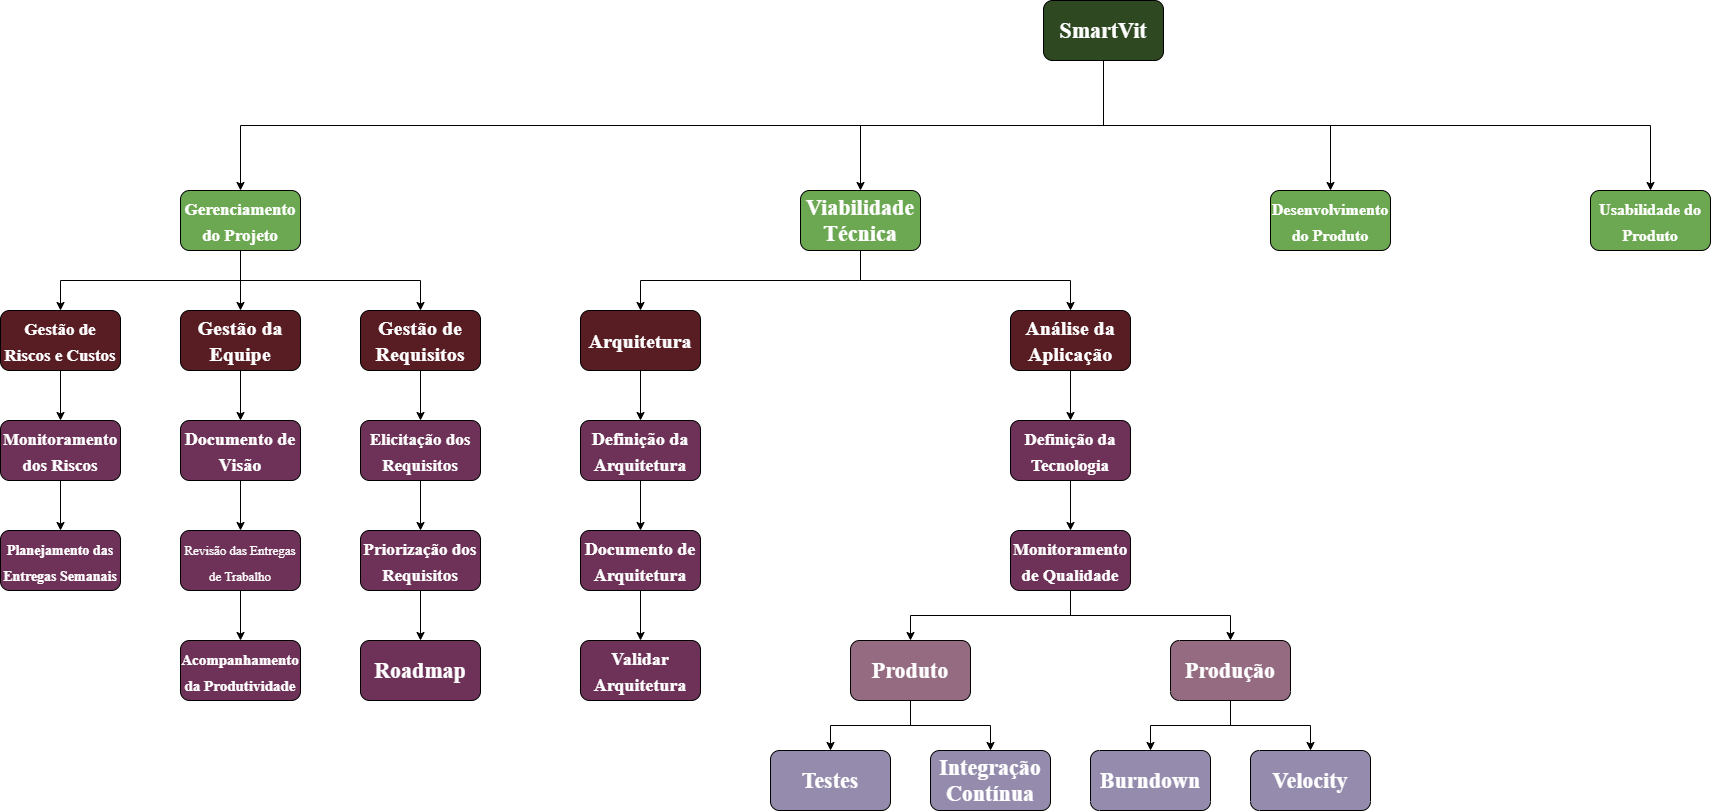 SmartVit
Gerenciamento
do Projeto
Viabilidade
Técnica
Desenvolvimento
do Produto
Usabilidade do
Produto
Gestão de
Riscos e Custos
Gestão da
Equipe
Gestão de
Requisitos
Arquitetura
Análise da
Aplicação
Monitoramento
dos Riscos
Documento de
Visão
Elicitação dos
Requisitos
Definição da
Arquitetura
Definição da
Tecnologia
Planejamento das
Entregas Semanais
Revisão das Entregas
de Trabalho
Priorização dos
Requisitos
Documento de
Arquitetura
Monitoramento
de Qualidade
Acompanhamento
da Produtividade
Roadmap
Validar
Arquitetura
Produto
Produção
Testes
Integração
Contínua
Burndown
Velocity